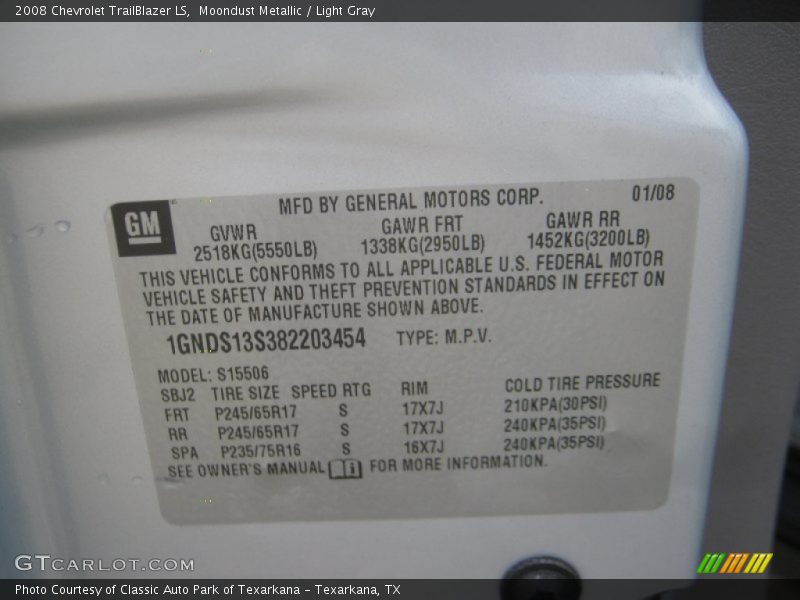 2008 Chevrolet TrailBlazer LS, Moondust Metallic / Light Gray
GM
MFD BY GENERAL MOTORS CORP. 01/08
GVWR GAWR FRT GAWR RR
2518KG(5550LB) 1338KG(2950LB) 1452KG(3200LB)
THIS VEHICLE CONFORMS TO ALL APPLICABLE U.S. FEDERAL MOTOR
VEHICLE SAFETY AND THEFT PREVENTION STANDARDS IN EFFECT ON
THE DATE OF MANUFACTURE SHOWN ABOVE.
1GNDS13S382203454 TYPE: M.P.V.
MODEL: S15506
SBJ2 TIRE SIZE SPEED RTG RIM COLD TIRE PRESSURE
FRT P245/65R17 S 17X7J 210KPA(30PSI)
RR P245/65R17 S 17X7J 240KPA(35PSI)
SPA P235/75R16 S 16X7J 240KPA(35PSI)
SEE OWNER'S MANUAL FOR MORE INFORMATION.
GTCARLOT.COM
Photo Courtesy of Classic Auto Park of Texarkana - Texarkana, TX